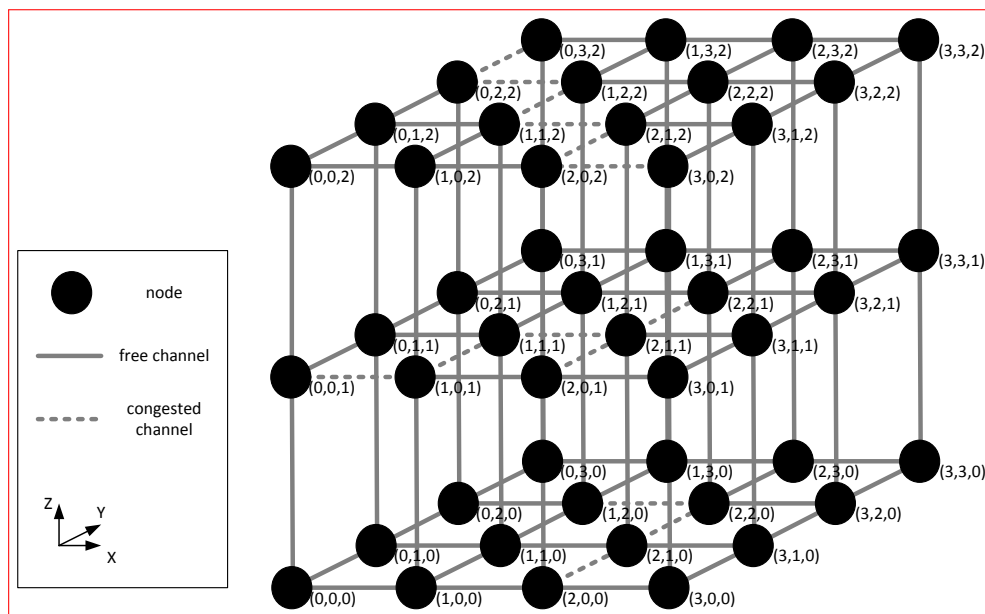 (0,3,2) (1,3,2) (2,3,2) (3,3,2)
(0,2,2) (1,2,2) (2,2,2) (3,2,2)
(0,1,2) (1,1,2) (2,1,2) (3,1,2)
(0,0,2) (1,0,2) (2,0,2) (3,0,2)
(0,3,1) (1,3,1) (2,3,1) (3,3,1)
(0,2,1) (1,2,1) (2,2,1) (3,2,1)
(0,1,1) (1,1,1) (2,1,1) (3,1,1)
(0,0,1) (1,0,1) (2,0,1) (3,0,1)
(0,3,0) (1,3,0) (2,3,0) (3,3,0)
(0,2,0) (1,2,0) (2,2,0) (3,2,0)
(0,1,0) (1,1,0) (2,1,0) (3,1,0)
(0,0,0) (1,0,0) (2,0,0) (3,0,0)
node
free channel
congested
channel
Z
Y
X